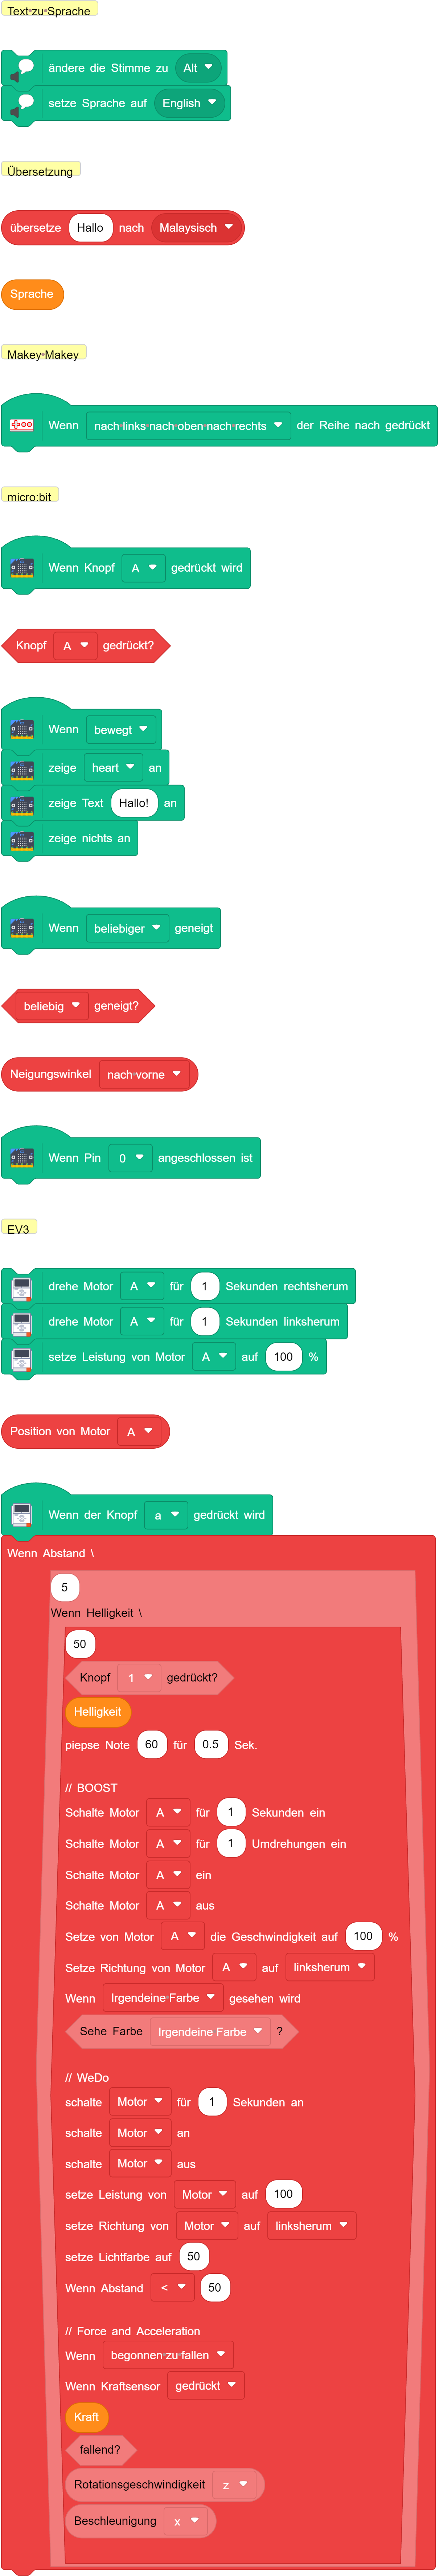 Text zu Sprache
ändere die Stimme zu Alt
setze Sprache auf English
Übersetzung
übersetze Hallo nach Malaysisch
Sprache
Makey Makey
Wenn nach links nach oben nach rechts der Reihe nach gedrückt
micro:bit
Wenn Knopf A gedrückt wird
Knopf A gedrückt?
Wenn bewegt
zeige heart an
zeige Text Hallo! an
zeige nichts an
Wenn beliebiger geneigt
beliebig geneigt?
Neigungswinkel nach vorne
Wenn Pin 0 angeschlossen ist
EV3
drehe Motor A für 1 Sekunden rechtsherum
drehe Motor A für 1 Sekunden linksherum
setze Leistung von Motor A auf 100 %
Position von Motor A
Wenn der Knopf a gedrückt wird
Wenn Abstand \
5
Wenn Helligkeit \
50
Knopf 1 gedrückt?
Helligkeit
piepse Note 60 für 0.5 Sek.
// BOOST
Schalte Motor A für 1 Sekunden ein
Schalte Motor A für 1 Umdrehungen ein
Schalte Motor A ein
Schalte Motor A aus
Setze von Motor A die Geschwindigkeit auf 100 %
Setze Richtung von Motor A auf linksherum
Wenn Irgendeine Farbe gesehen wird
Sehe Farbe Irgendeine Farbe ?
// WeDo
schalte Motor für 1 Sekunden an
schalte Motor an
schalte Motor aus
setze Leistung von Motor auf 100
setze Richtung von Motor auf linksherum
setze Lichtfarbe auf 50
Wenn Abstand < 50
// Force and Acceleration
Wenn begonnen zu fallen
Wenn Kraftsensor gedrückt
Kraft
fallend?
Rotationsgeschwindigkeit z
Beschleunigung x